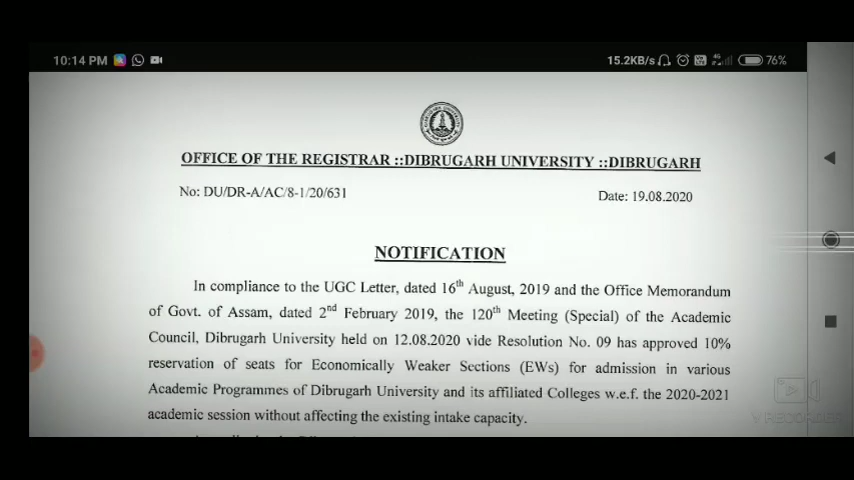 10:14 PM 15.2KB/s 4G 76%
OFFICE OF THE REGISTRAR ::DIBRUGARH UNIVERSITY ::DIBRUGARH
No: DU/DR-A/AC/8-1/20/631 Date: 19.08.2020
NOTIFICATION
In compliance to the UGC Letter, dated 16th August, 2019 and the Office Memorandum
of Govt. of Assam, dated 2nd February 2019, the 120th Meeting (Special) of the Academic
Council, Dibrugarh University held on 12.08.2020 vide Resolution No. 09 has approved 10%
reservation of seats for Economically Weaker Sections (EWs) for admission in various
Academic Programmes of Dibrugarh University and its affiliated Colleges w.e.f. the 2020-2021
academic session without affecting the existing intake capacity.
V RECORDER